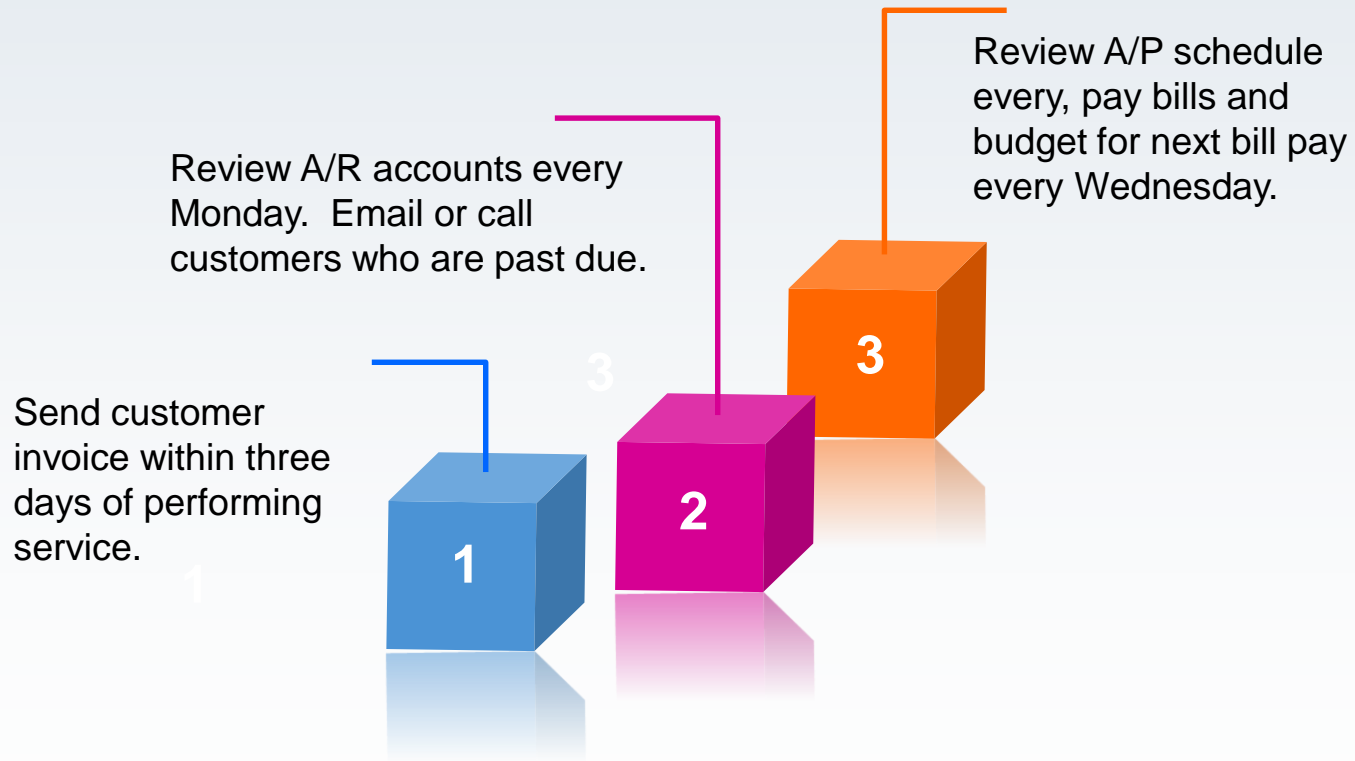 Send customer
invoice within three
days of performing
service.
1
1
Review A/R accounts every
Monday.  Email or call
customers who are past due.
3
2
Review A/P schedule
every, pay bills and
budget for next bill pay
every Wednesday.
3